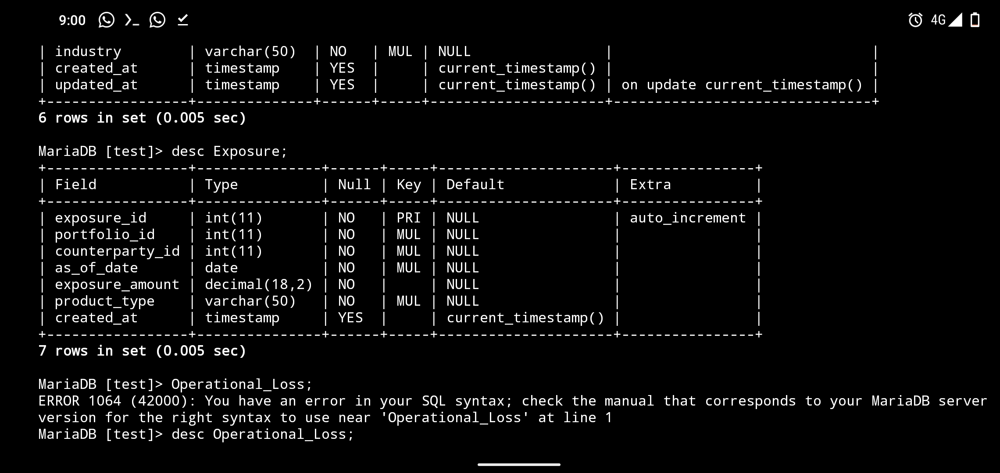 9:00 4G
| industry        | varchar(50)  | NO   | MUL | NULL                |                               |
| created_at      | timestamp    | YES  |     | current_timestamp() |                               |
| updated_at      | timestamp    | YES  |     | current_timestamp() | on update current_timestamp() |
+-----------------+--------------+------+-----+---------------------+-------------------------------+
6 rows in set (0.005 sec)

MariaDB [test]> desc Exposure;
+-----------------+---------------+------+-----+---------------------+----------------+
| Field           | Type          | Null | Key | Default             | Extra          |
+-----------------+---------------+------+-----+---------------------+----------------+
| exposure_id     | int(11)       | NO   | PRI | NULL                | auto_increment |
| portfolio_id    | int(11)       | NO   | MUL | NULL                |                |
| counterparty_id | int(11)       | NO   | MUL | NULL                |                |
| as_of_date      | date          | NO   | MUL | NULL                |                |
| exposure_amount | decimal(18,2) | NO   |     | NULL                |                |
| product_type    | varchar(50)   | NO   | MUL | NULL                |                |
| created_at      | timestamp     | YES  |     | current_timestamp() |                |
+-----------------+---------------+------+-----+---------------------+----------------+
7 rows in set (0.005 sec)

MariaDB [test]> Operational_Loss;
ERROR 1064 (42000): You have an error in your SQL syntax; check the manual that corresponds to your MariaDB server
version for the right syntax to use near 'Operational_Loss' at line 1
MariaDB [test]> desc Operational_Loss;